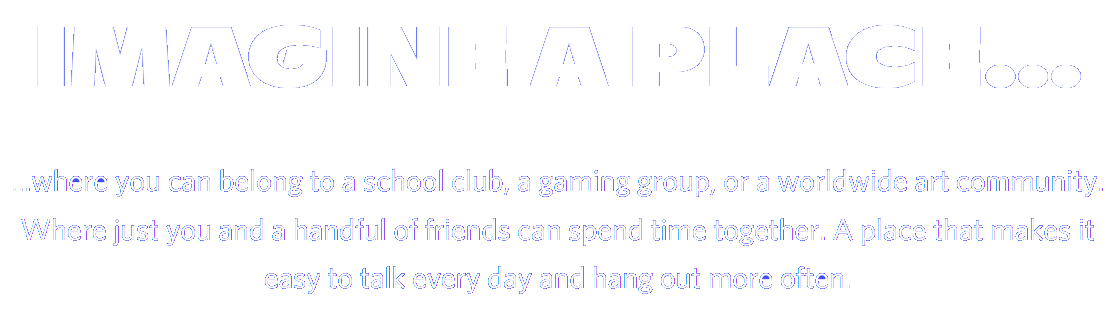 IMAGINE A PLACE...
...where you can belong to a school club, a gaming group, or a worldwide art community.
Where just you and a handful of friends can spend time together. A place that makes it
easy to talk every day and hang out more often.